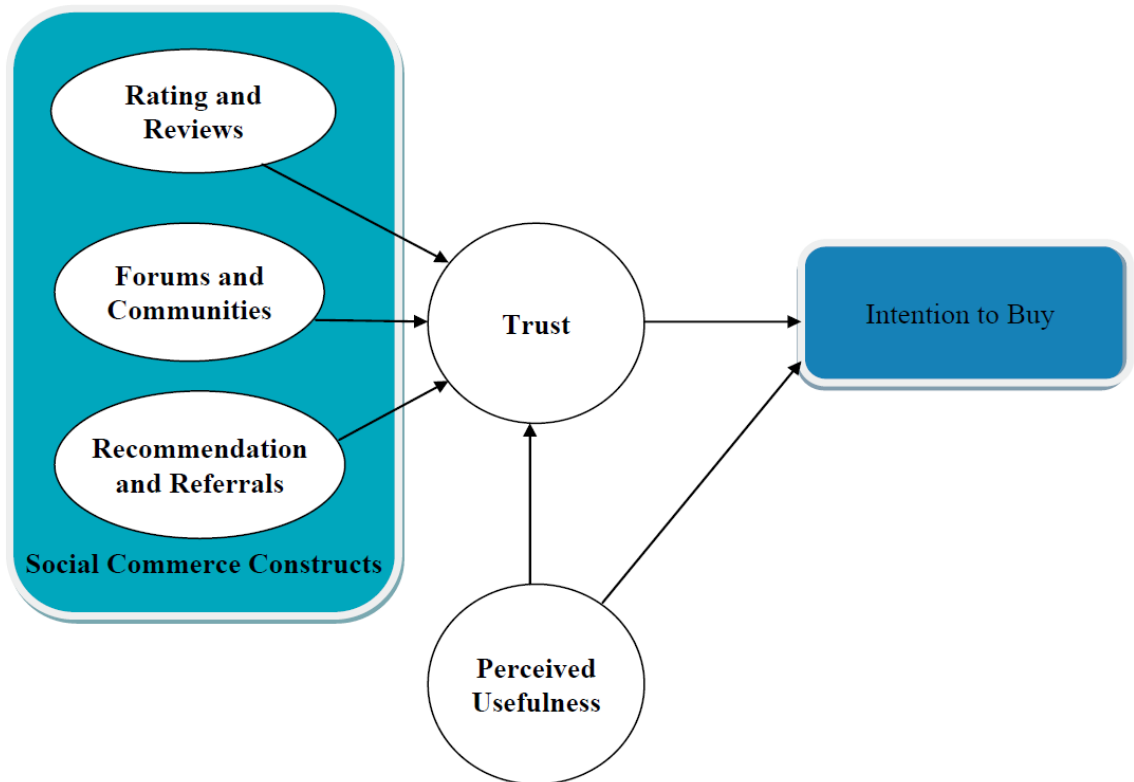 Rating and
Reviews
Forums and
Communities
Recommendation
and Referrals
Social Commerce Constructs
Trust
Perceived
Usefulness
Intention to Buy